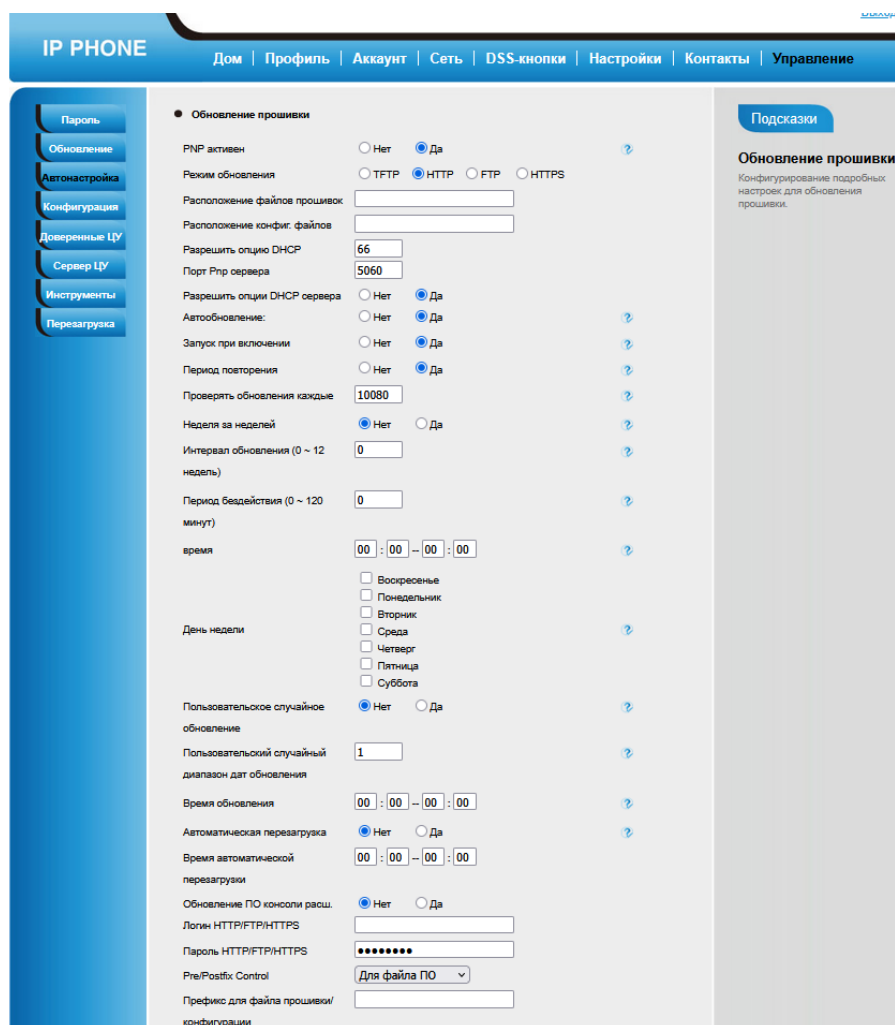 Выход
IP PHONE
Дом | Профиль | Аккаунт | Сеть | DSS-кнопки | Настройки | Контакты | Управление
Пароль
Обновление
Автонастройка
Конфигурация
Доверенные ЦУ
Сервер ЦУ
Инструменты
Перезагрузка
Обновление прошивки
PNP активен Нет Да
Режим обновления TFTP HTTP FTP HTTPS
Расположение файлов прошивок
Расположение конфиг. файлов
Разрешить опцию DHCP 66
Порт Pnp сервера 5060
Разрешить опции DHCP сервера Нет Да
Автообновление: Нет Да
Запуск при включении Нет Да
Период повторения Нет Да
Проверять обновления каждые 10080
Неделя за неделей Нет Да
Интервал обновления (0 ~ 12 0
недель)
Период бездействия (0 ~ 120 0
минут)
время 00 : 00 -- 00 : 00
Воскресенье
Понедельник
Вторник
День недели Среда
Четверг
Пятница
Суббота
Пользовательское случайное Нет Да
обновление
Пользовательский случайный 1
диапазон дат обновления
Время обновления 00 : 00 -- 00 : 00
Автоматическая перезагрузка Нет Да
Время автоматической 00 : 00 -- 00 : 00
перезагрузки
Обновление ПО консоли расш. Нет Да
Логин HTTP/FTP/HTTPS
Пароль HTTP/FTP/HTTPS ••••••••
Pre/Postfix Control Для файла ПО
Префикс для файла прошивки/
конфигурации
Подсказки
Обновление прошивки
Конфигурирование подробных
настроек для обновления
прошивки.